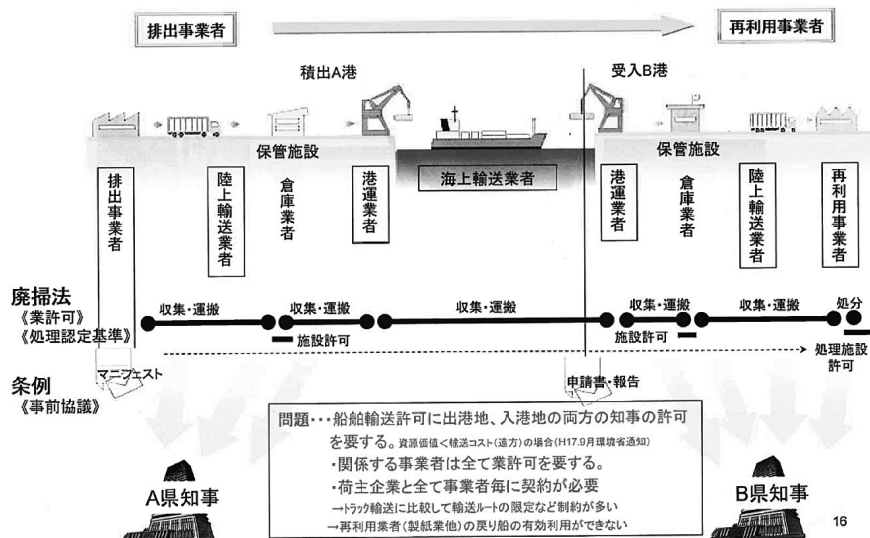 排出事業者
再利用事業者
積出A港
受入B港
保管施設
保管施設
排出事業者
陸上輸送業者
倉庫業者
港運業者
海上輸送業者
港運業者
倉庫業者
陸上輸送業者
再利用事業者
廃掃法
《業許可》
《処理認定基準》
収集・運搬
収集・運搬
収集・運搬
収集・運搬
収集・運搬
処分
施設許可
施設許可
処理施設
許可
マニフェスト
申請書・報告
条例
《事前協議》
問題・・・船舶輸送許可に出港地、入港地の両方の知事の許可
を要する。資源価値<輸送コスト(遠方)の場合(H17.9月環境省通知)
・関係する事業者は全て業許可を要する。
・荷主企業と全て事業者毎に契約が必要
→トラック輸送に比較して輸送ルートの限定など制約が多い
→再利用業者(製紙業他)の戻り船の有効利用ができない
A県知事
B県知事
16